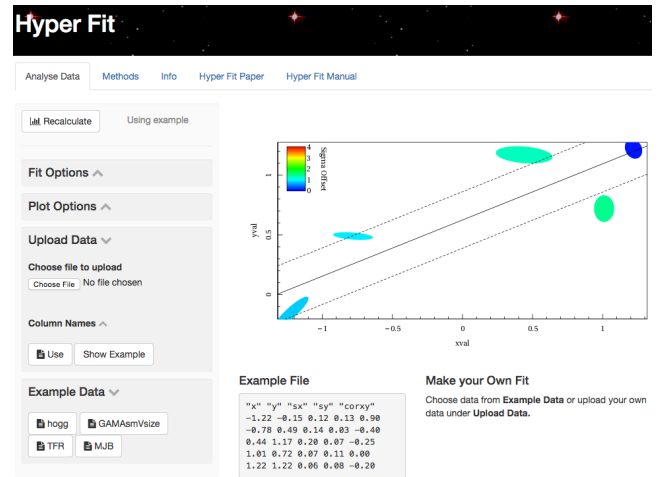 Hyper Fit
Analyse Data Methods Info Hyper Fit Paper Hyper Fit Manual
Recalculate Using example
Fit Options
Plot Options
Upload Data
Choose file to upload
Choose File No file chosen
Column Names
Use Show Example
Example Data
hogg GAMAsmVsize
TFR MJB
4
3
2
1
0
Sigma Offset
yval
1
0.5
0
−1 −0.5 0 0.5 1
xval
Example File
"x" "y" "sx" "sy" "corxy"
-1.22 -0.15 0.12 0.13 0.90
-0.78 0.49 0.14 0.03 -0.40
0.44 1.17 0.20 0.07 -0.25
1.01 0.72 0.07 0.11 0.00
1.22 1.22 0.06 0.08 -0.20
Make your Own Fit
Choose data from Example Data or upload your own
data under Upload Data.